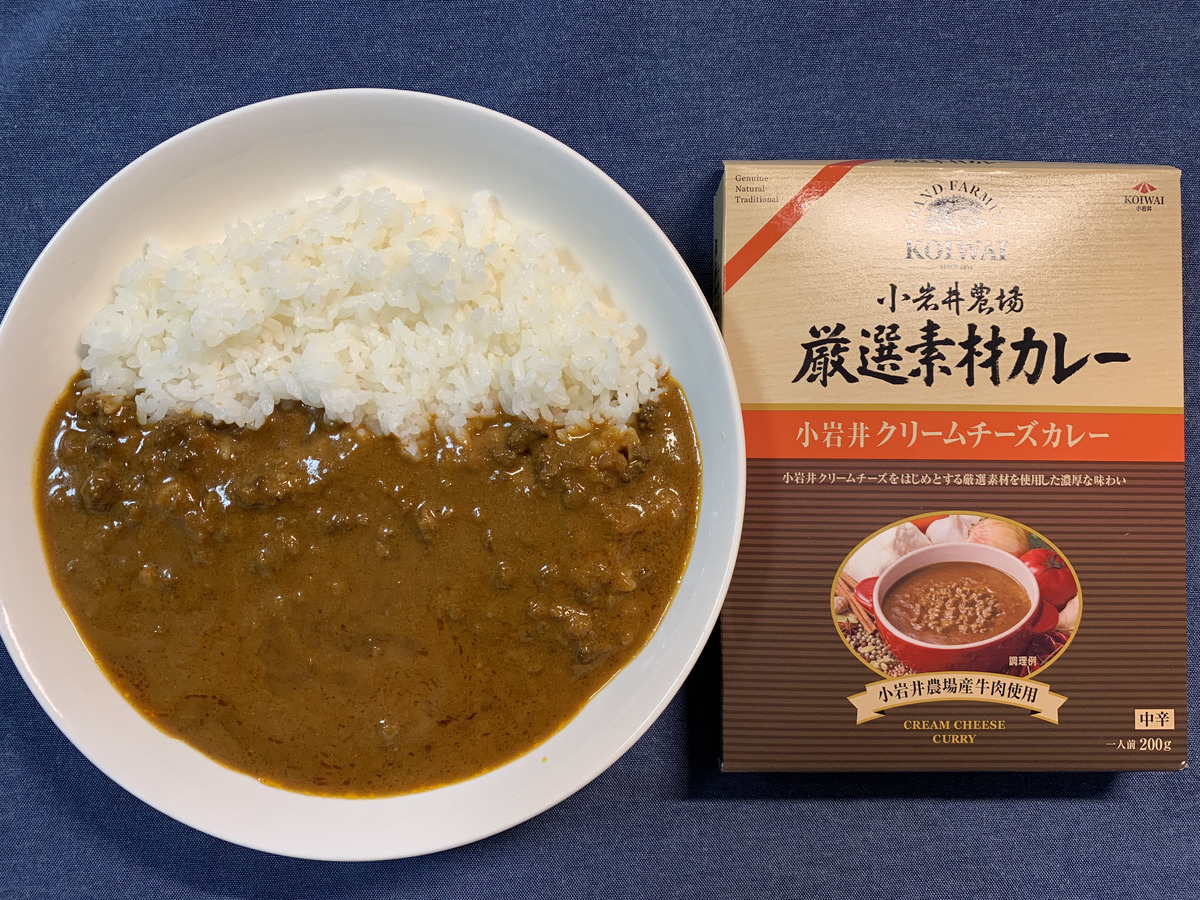 Genuine
Natural
Traditional
KOIWAI
小岩井
KOIWAI
小岩井農場
厳選素材カレー
小岩井クリームチーズカレー
小岩井クリームチーズをはじめとする厳選素材を使用した濃厚な味わい
調理例
小岩井農場産牛肉使用
CREAM CHEESE
CURRY
中辛
一人前 200g